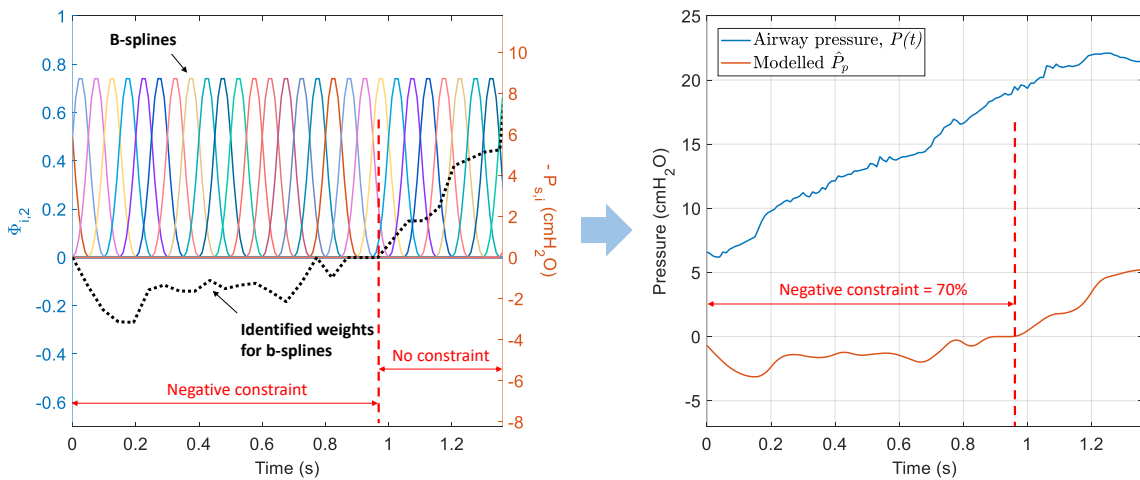 B-splines
1
0.8
0.6
0.4
0.2
0
-0.2
-0.4
-0.6
Φi,2
10
8
6
4
2
0
-2
-4
-6
-8
- Ps,i (cmH2O)
Identified weights
for b-splines
No constraint
Negative constraint
0 0.2 0.4 0.6 0.8 1 1.2
Time (s)
25
20
15
10
5
0
-5
Pressure (cmH2O)
Airway pressure, P(t)
Modelled P̂p
Negative constraint = 70%
0 0.2 0.4 0.6 0.8 1 1.2
Time (s)